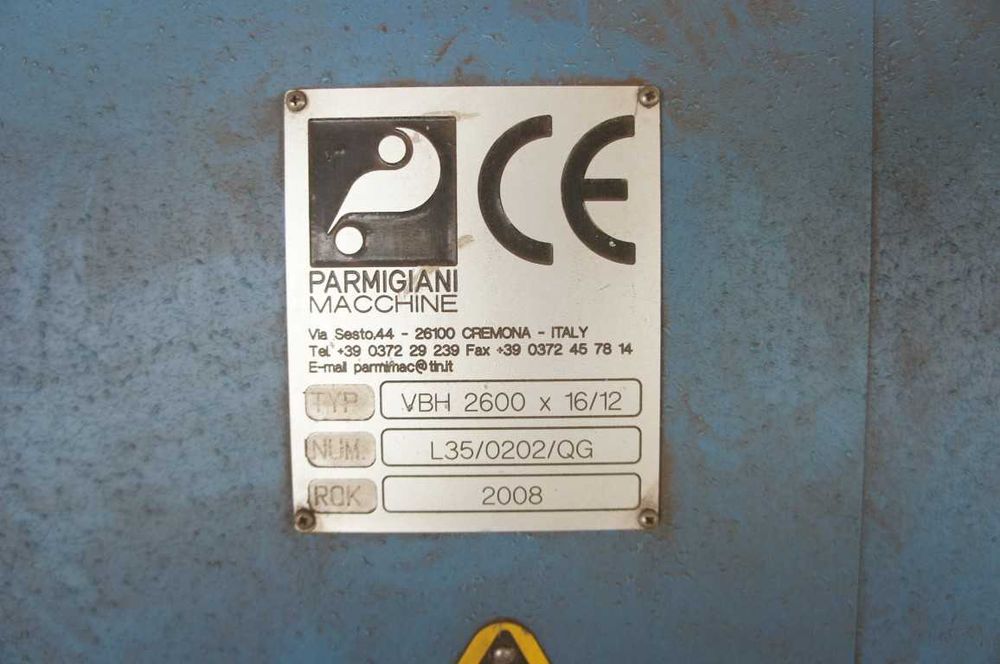 CE
PARMIGIANI
MACCHINE
Via Sesto,44 - 26100 CREMONA - ITALY
Tel. +39 0372 29 239 Fax +39 0372 45 78 14
E-mail parmimac@tin.it
TYP VBH 2600 x 16/12
NUM. L35/0202/QG
ROK 2008